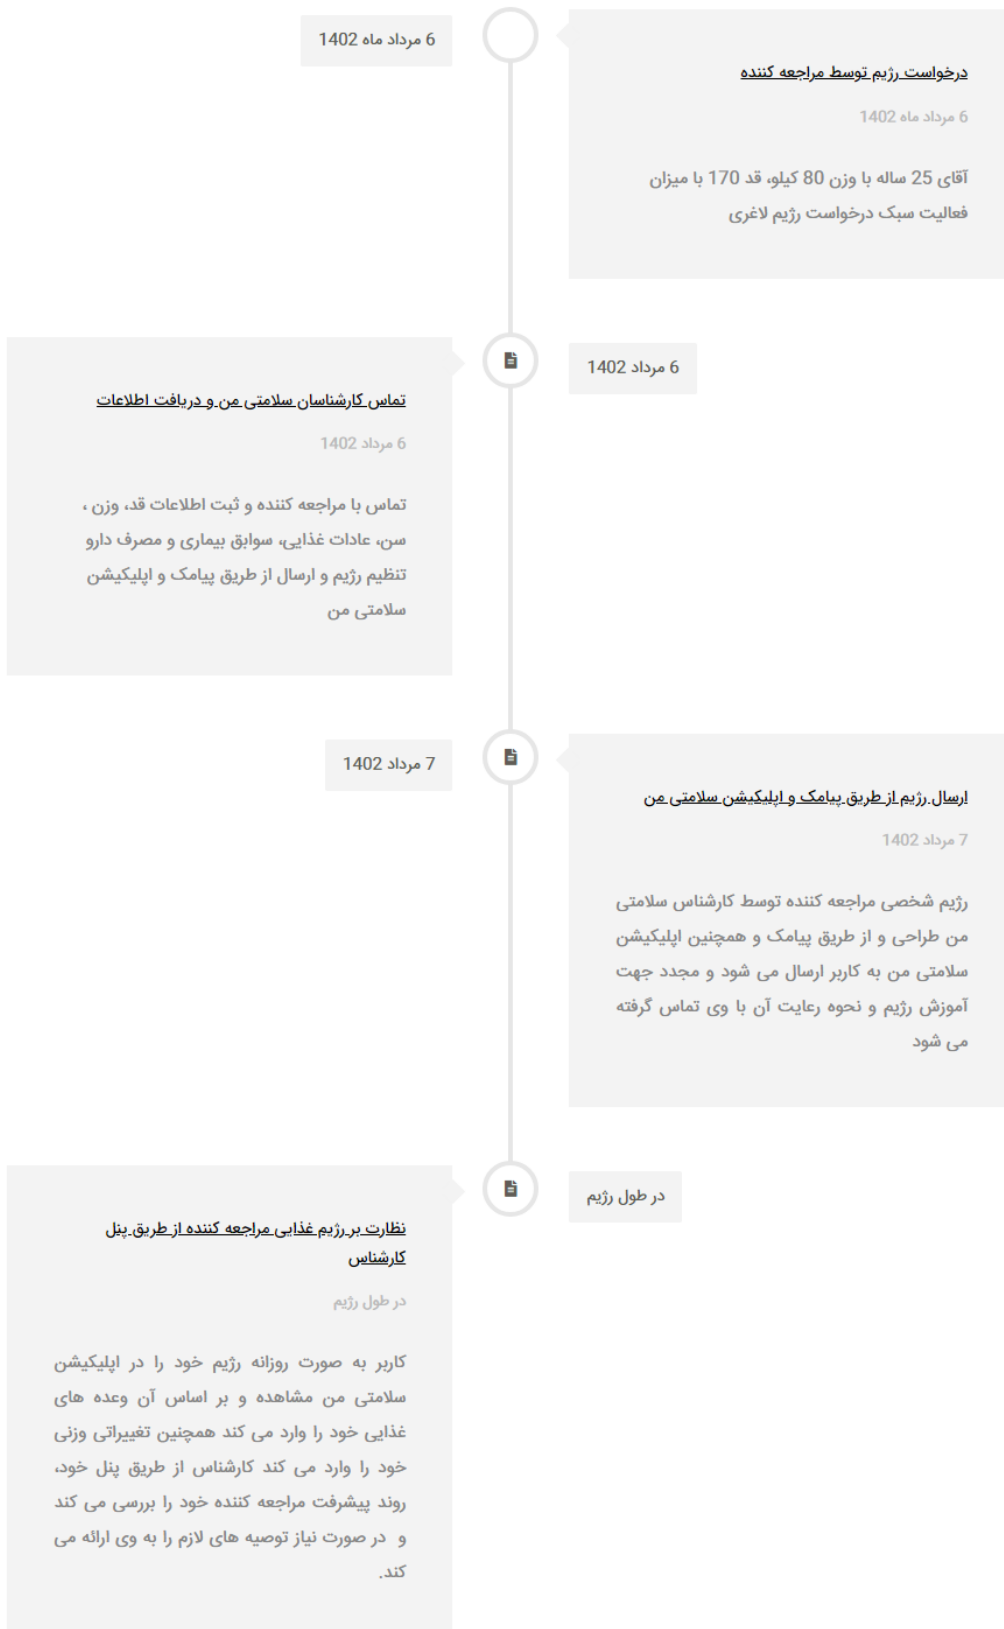 6 مرداد ماه 1402
درخواست رژیم توسط مراجعه کننده
6 مرداد ماه 1402
آقای 25 ساله با وزن 80 کیلو، قد 170 با میزان
فعالیت سبک درخواست رژیم لاغری
6 مرداد 1402
تماس کارشناسان سلامتی من و دریافت اطلاعات
6 مرداد 1402
تماس با مراجعه کننده و ثبت اطلاعات قد، وزن ،
سن، عادات غذایی، سوابق بیماری و مصرف دارو
تنظیم رژیم و ارسال از طریق پیامک و اپلیکیشن
سلامتی من
7 مرداد 1402
ارسال رژیم از طریق پیامک و اپلیکیشن سلامتی من
7 مرداد 1402
رژیم شخصی مراجعه کننده توسط کارشناس سلامتی
من طراحی و از طریق پیامک و همچنین اپلیکیشن
سلامتی من به کاربر ارسال می شود و مجدد جهت
آموزش رژیم و نحوه رعایت آن با وی تماس گرفته
می شود
در طول رژیم
نظارت بر رژیم غذایی مراجعه کننده از طریق پنل
کارشناس
در طول رژیم
کاربر به صورت روزانه رژیم خود را در اپلیکیشن
سلامتی من مشاهده و بر اساس آن وعده های
غذایی خود را وارد می کند همچنین تغییراتی وزنی
خود را وارد می کند کارشناس از طریق پنل خود،
روند پیشرفت مراجعه کننده خود را بررسی می کند
و در صورت نیاز توصیه های لازم را به وی ارائه می
کند.